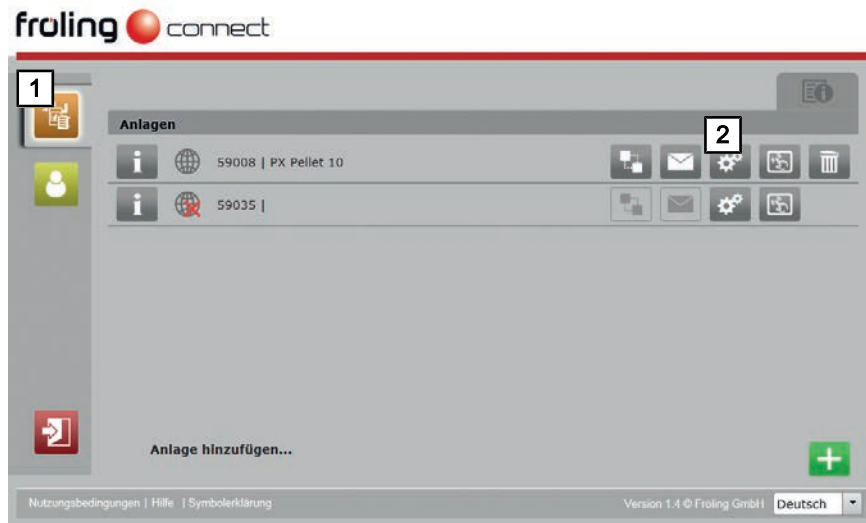 froling connect
1
Anlagen
2
59008 | PX Pellet 10
59035 |
Anlage hinzufügen...
Nutzungsbedingungen | Hilfe | Symbolerklärung
Version 1.4 © Froling GmbH Deutsch